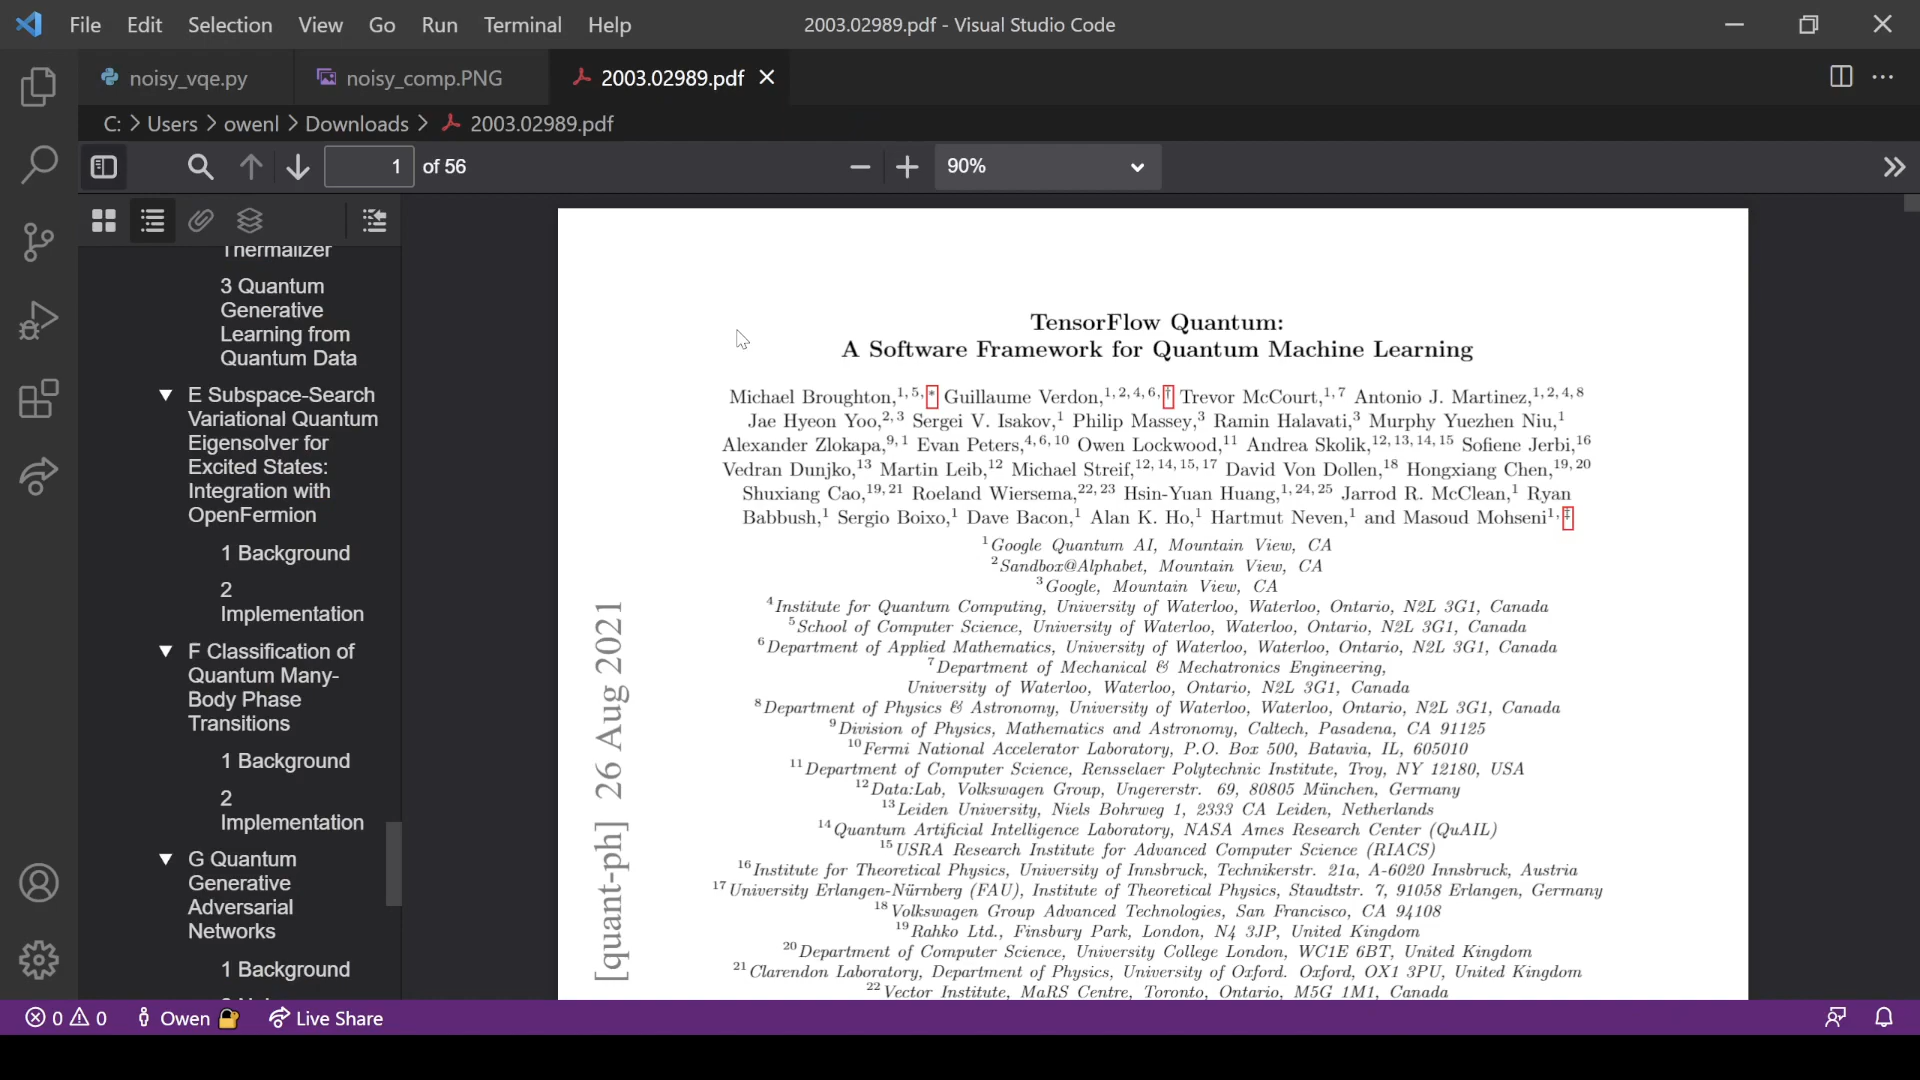 File Edit Selection View Go Run Terminal Help 2003.02989.pdf - Visual Studio Code
noisy_vqe.py noisy_comp.PNG 2003.02989.pdf
C: > Users > owenl > Downloads > 2003.02989.pdf
1 of 56 90%
Thermalizer
3 Quantum
Generative
Learning from
Quantum Data
E Subspace-Search
Variational Quantum
Eigensolver for
Excited States:
Integration with
OpenFermion
1 Background
2
Implementation
F Classification of
Quantum Many-
Body Phase
Transitions
1 Background
2
Implementation
G Quantum
Generative
Adversarial
Networks
1 Background
TensorFlow Quantum:
A Software Framework for Quantum Machine Learning
Michael Broughton,1, 5, * Guillaume Verdon,1, 2, 4, 6, † Trevor McCourt,1, 7 Antonio J. Martinez,1, 2, 4, 8
Jae Hyeon Yoo,2, 3 Sergei V. Isakov,1 Philip Massey,3 Ramin Halavati,3 Murphy Yuezhen Niu,1
Alexander Zlokapa,9, 1 Evan Peters,4, 6, 10 Owen Lockwood,11 Andrea Skolik,12, 13, 14, 15 Sofiene Jerbi,16
Vedran Dunjko,13 Martin Leib,12 Michael Streif,12, 14, 15, 17 David Von Dollen,18 Hongxiang Chen,19, 20
Shuxiang Cao,19, 21 Roeland Wiersema,22, 23 Hsin-Yuan Huang,1, 24, 25 Jarrod R. McClean,1 Ryan
Babbush,1 Sergio Boixo,1 Dave Bacon,1 Alan K. Ho,1 Hartmut Neven,1 and Masoud Mohseni1, ‡
1Google Quantum AI, Mountain View, CA
2Sandbox@Alphabet, Mountain View, CA
3Google, Mountain View, CA
4Institute for Quantum Computing, University of Waterloo, Waterloo, Ontario, N2L 3G1, Canada
5School of Computer Science, University of Waterloo, Waterloo, Ontario, N2L 3G1, Canada
6Department of Applied Mathematics, University of Waterloo, Waterloo, Ontario, N2L 3G1, Canada
7Department of Mechanical & Mechatronics Engineering,
University of Waterloo, Waterloo, Ontario, N2L 3G1, Canada
8Department of Physics & Astronomy, University of Waterloo, Waterloo, Ontario, N2L 3G1, Canada
9Division of Physics, Mathematics and Astronomy, Caltech, Pasadena, CA 91125
10Fermi National Accelerator Laboratory, P.O. Box 500, Batavia, IL, 605010
11Department of Computer Science, Rensselaer Polytechnic Institute, Troy, NY 12180, USA
12Data:Lab, Volkswagen Group, Ungererstr. 69, 80805 München, Germany
13Leiden University, Niels Bohrweg 1, 2333 CA Leiden, Netherlands
14Quantum Artificial Intelligence Laboratory, NASA Ames Research Center (QuAIL)
15USRA Research Institute for Advanced Computer Science (RIACS)
16Institute for Theoretical Physics, University of Innsbruck, Technikerstr. 21a, A-6020 Innsbruck, Austria
17University Erlangen-Nürnberg (FAU), Institute of Theoretical Physics, Staudtstr. 7, 91058 Erlangen, Germany
18Volkswagen Group Advanced Technologies, San Francisco, CA 94108
19Rahko Ltd., Finsbury Park, London, N4 3JP, United Kingdom
20Department of Computer Science, University College London, WC1E 6BT, United Kingdom
21Clarendon Laboratory, Department of Physics, University of Oxford. Oxford, OX1 3PU, United Kingdom
22Vector Institute, MaRS Centre, Toronto, Ontario, M5G 1M1, Canada
[quant-ph] 26 Aug 2021
0 0 Owen Live Share